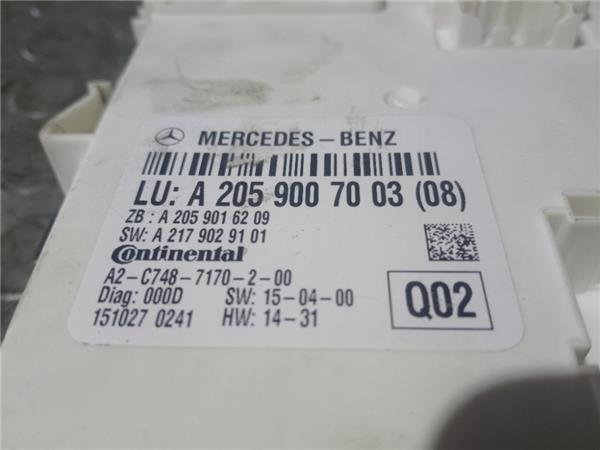 MERCEDES-BENZ
LU: A 205 900 70 03 (08)
ZB : A 205 901 62 09
SW: A 217 902 91 01
Continental
A2-C748-7170-2-00
Diag: 000D SW: 15-04-00
151027 0241 HW: 14-31
Q02